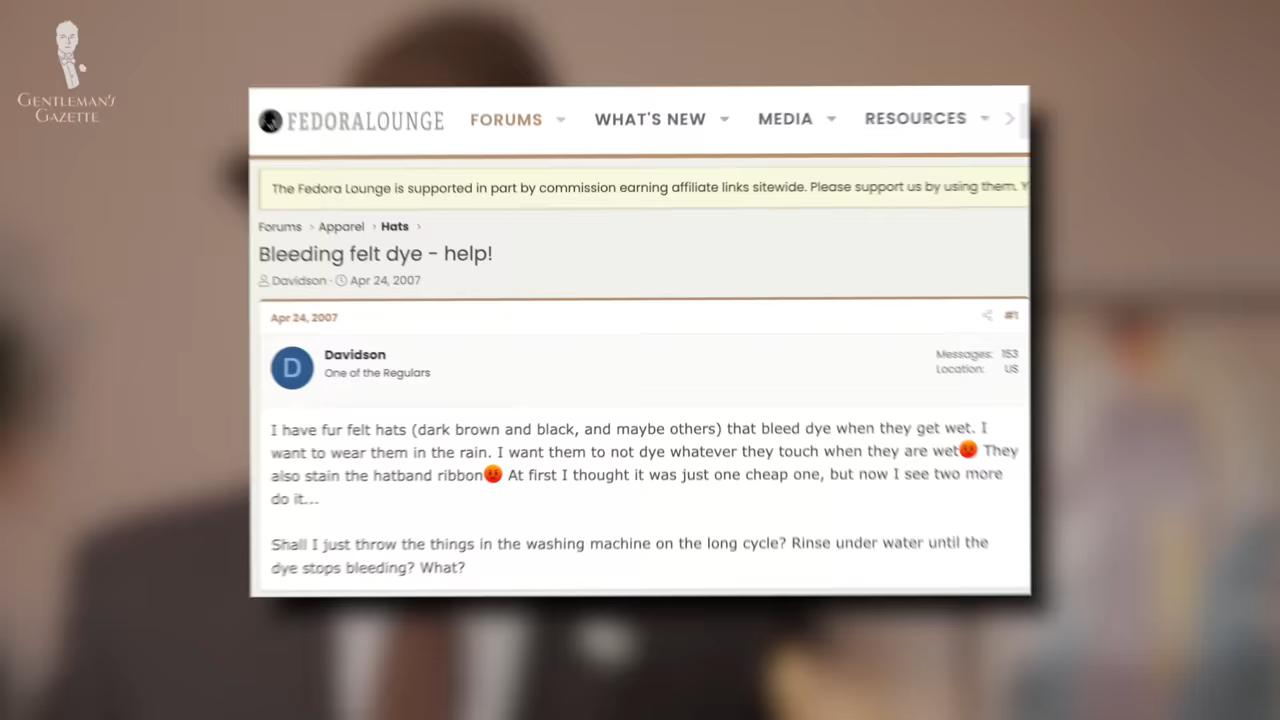 GENTLEMAN'S
GAZETTE
FEDORALOUNGE FORUMS WHAT'S NEW MEDIA RESOURCES
The Fedora Lounge is supported in part by commission earning affiliate links sitewide. Please support us by using them. Y
Forums > Apparel > Hats >
Bleeding felt dye - help!
Davidson · Apr 24, 2007
Apr 24, 2007 #1
D
Davidson
One of the Regulars
Messages: 153
Location: US
I have fur felt hats (dark brown and black, and maybe others) that bleed dye when they get wet. I
want to wear them in the rain. I want them to not dye whatever they touch when they are wet😡 They
also stain the hatband ribbon😡 At first I thought it was just one cheap one, but now I see two more
do it...
Shall I just throw the things in the washing machine on the long cycle? Rinse under water until the
dye stops bleeding? What?